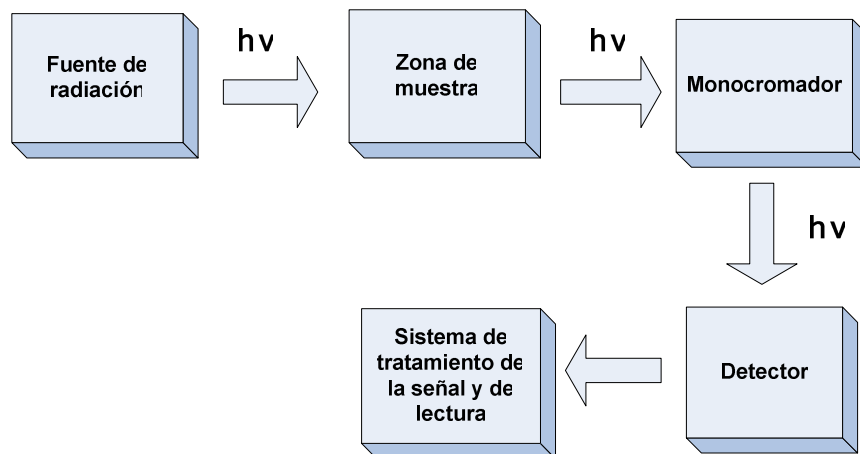 hν
hν
Fuente de
radiación
Zona de
muestra
Monocromador
hν
Sistema de
tratamiento de
la señal y de
lectura
Detector